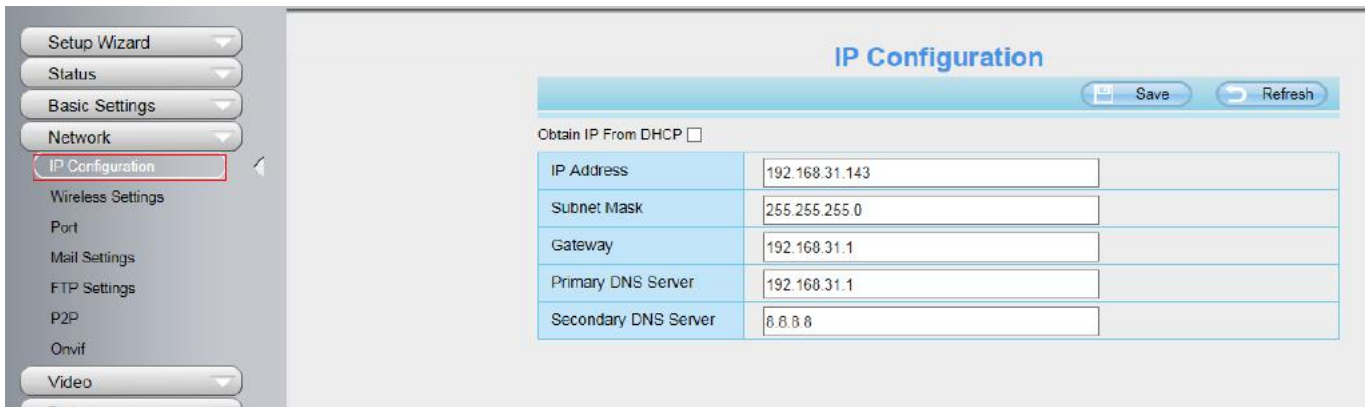 Setup Wizard
Status
Basic Settings
Network
IP Configuration
Wireless Settings
Port
Mail Settings
FTP Settings
P2P
Onvif
Video
IP Configuration
Save Refresh
Obtain IP From DHCP
IP Address 192.168.31.143
Subnet Mask 255.255.255.0
Gateway 192.168.31.1
Primary DNS Server 192.168.31.1
Secondary DNS Server 8.8.8.8